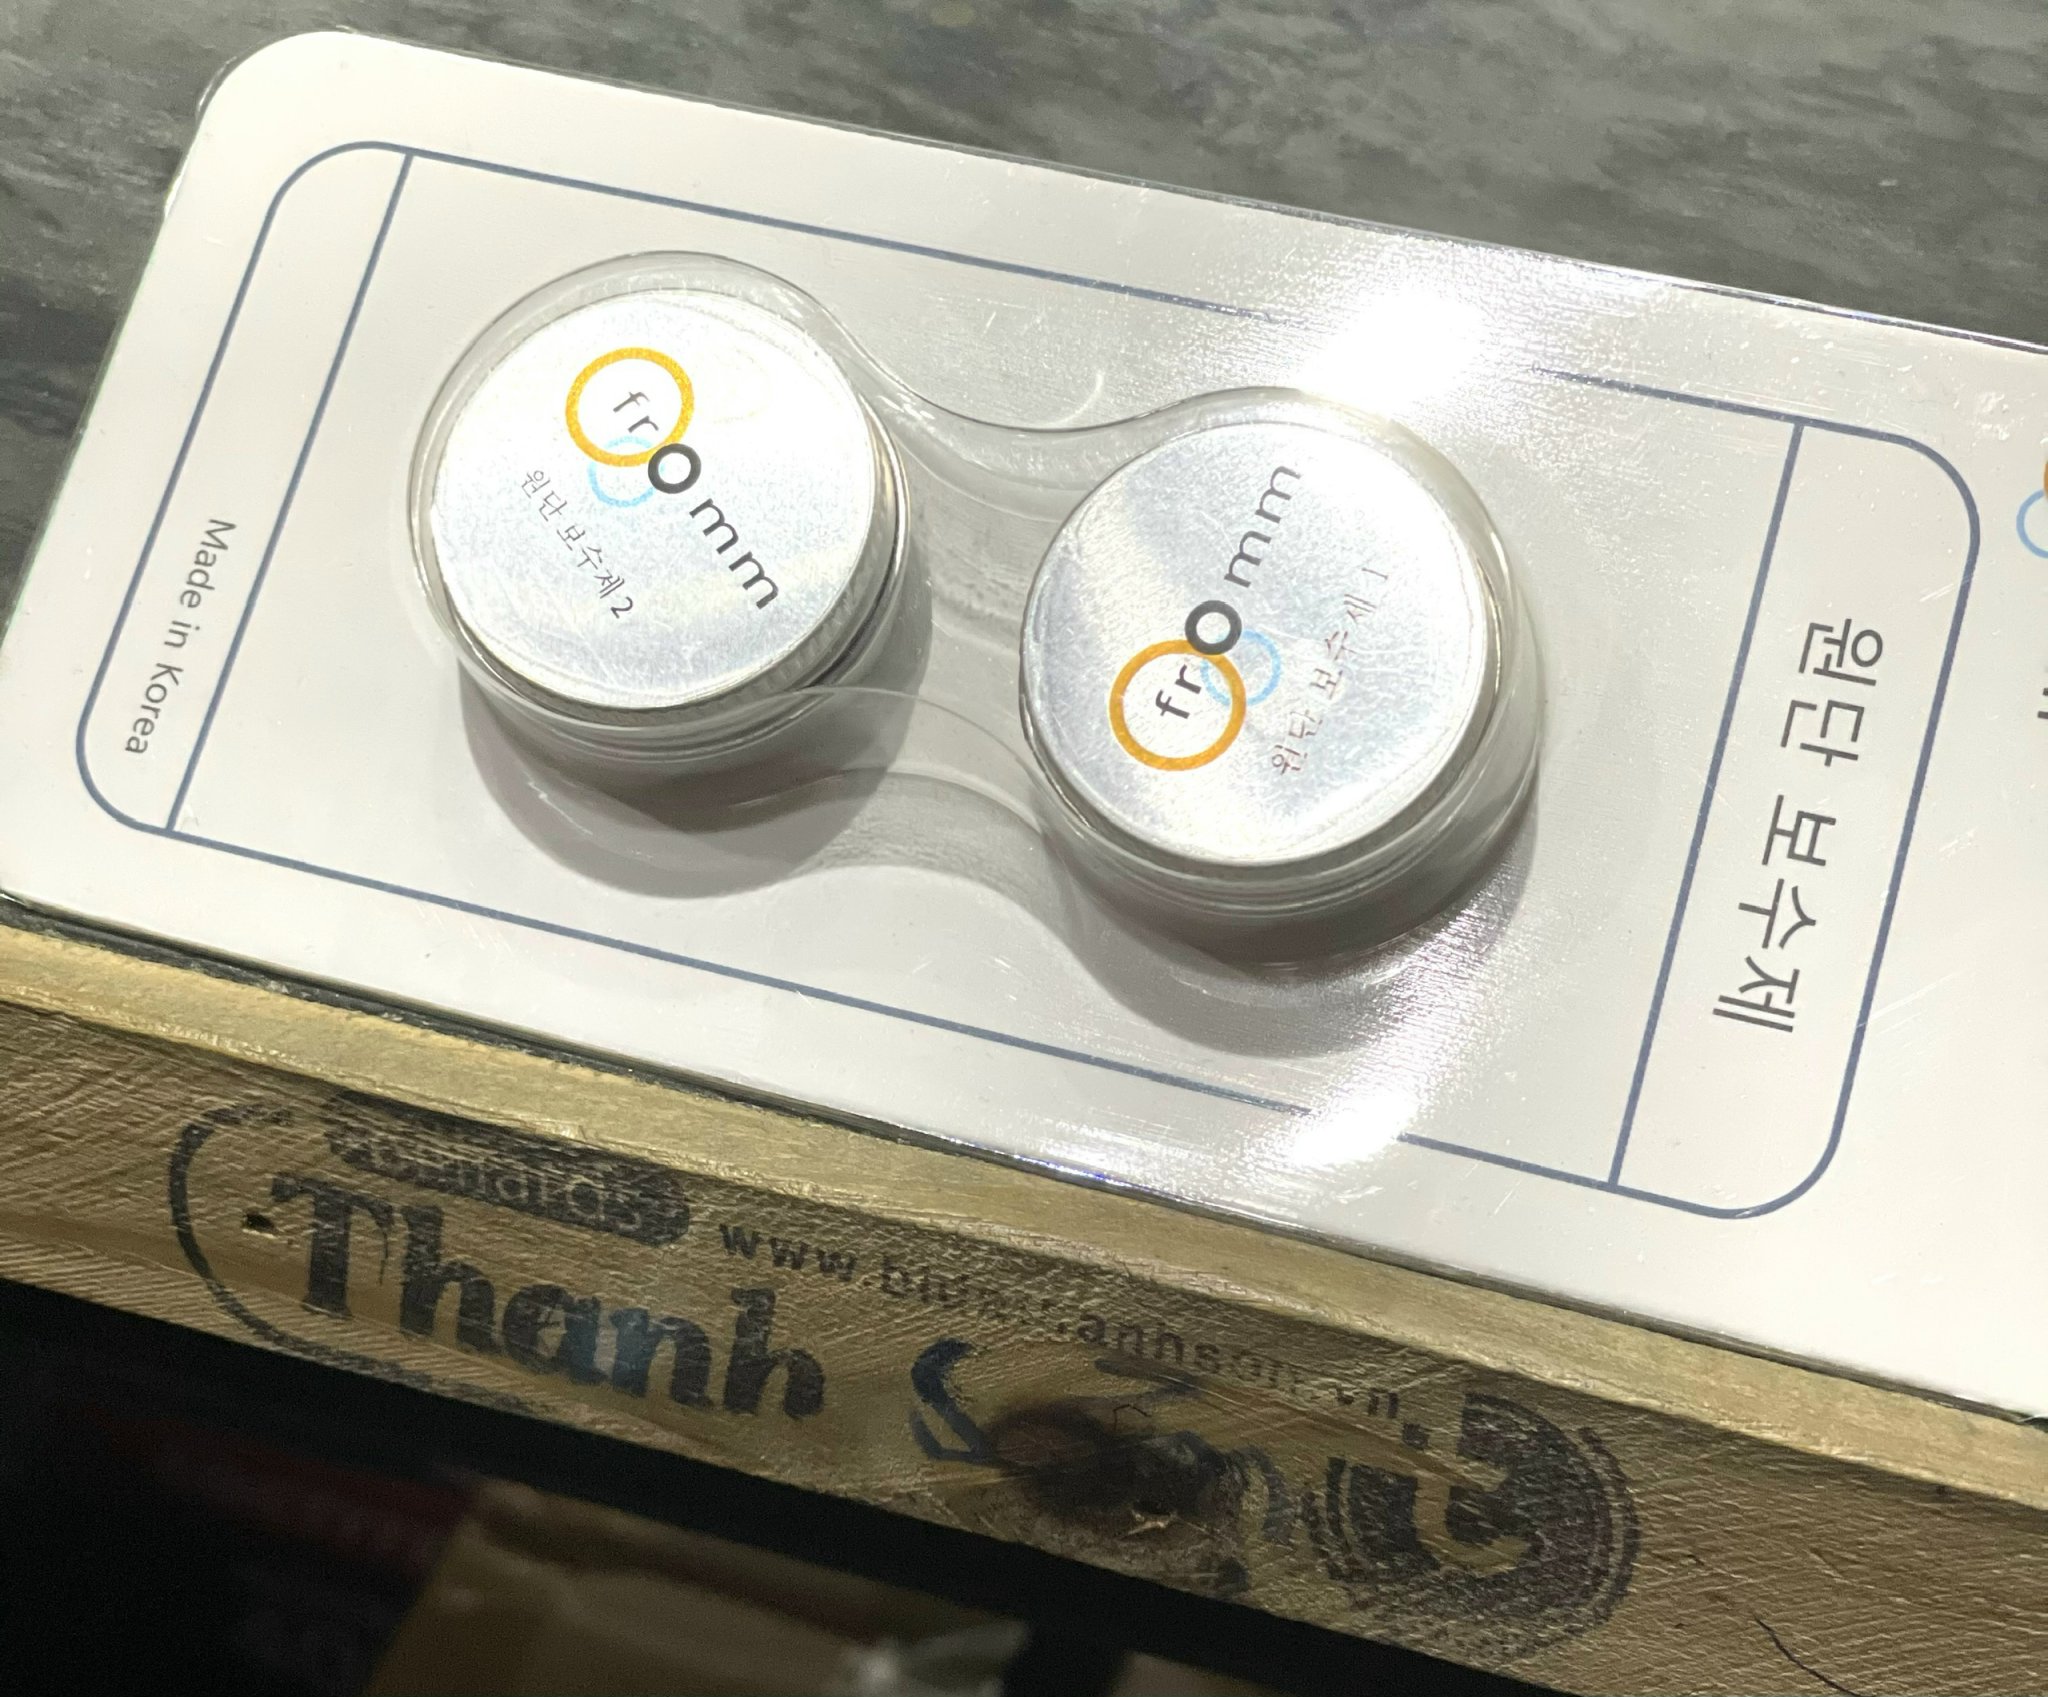 원단 보수제
fromm
원단 보수제 1
fromm
원단보수제 2
Made in Korea
Billiards
Thanh